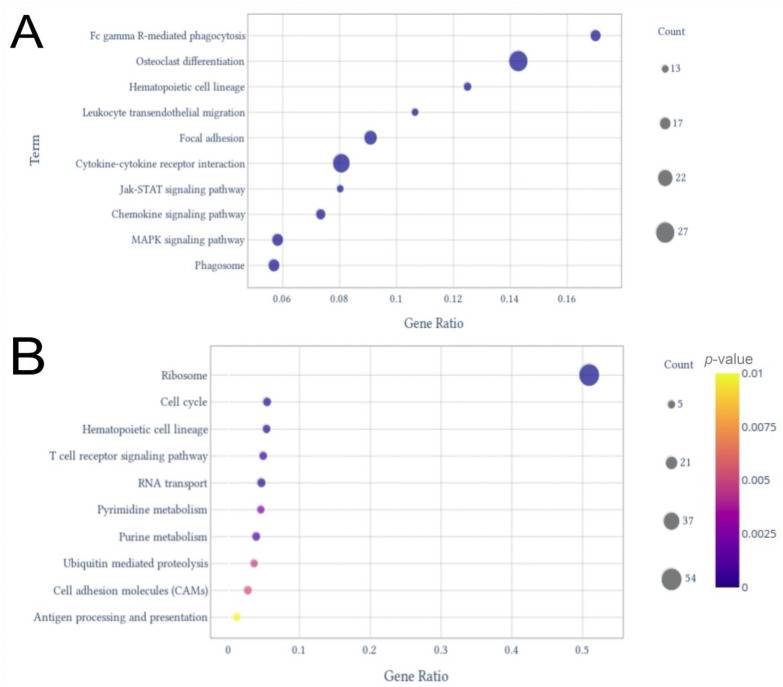 A
Term
Fc gamma R-mediated phagocytosis
Osteoclast differentiation
Hematopoietic cell lineage
Leukocyte transendothelial migration
Focal adhesion
Cytokine-cytokine receptor interaction
Jak-STAT signaling pathway
Chemokine signaling pathway
MAPK signaling pathway
Phagosome
0.06 0.08 0.1 0.12 0.14 0.16
Gene Ratio
Count
13
17
22
27
B
Ribosome
Cell cycle
Hematopoietic cell lineage
T cell receptor signaling pathway
RNA transport
Pyrimidine metabolism
Purine metabolism
Ubiquitin mediated proteolysis
Cell adhesion molecules (CAMs)
Antigen processing and presentation
0 0.1 0.2 0.3 0.4 0.5
Gene Ratio
Count
5
21
37
54
p-value
0.01
0.0075
0.005
0.0025
0